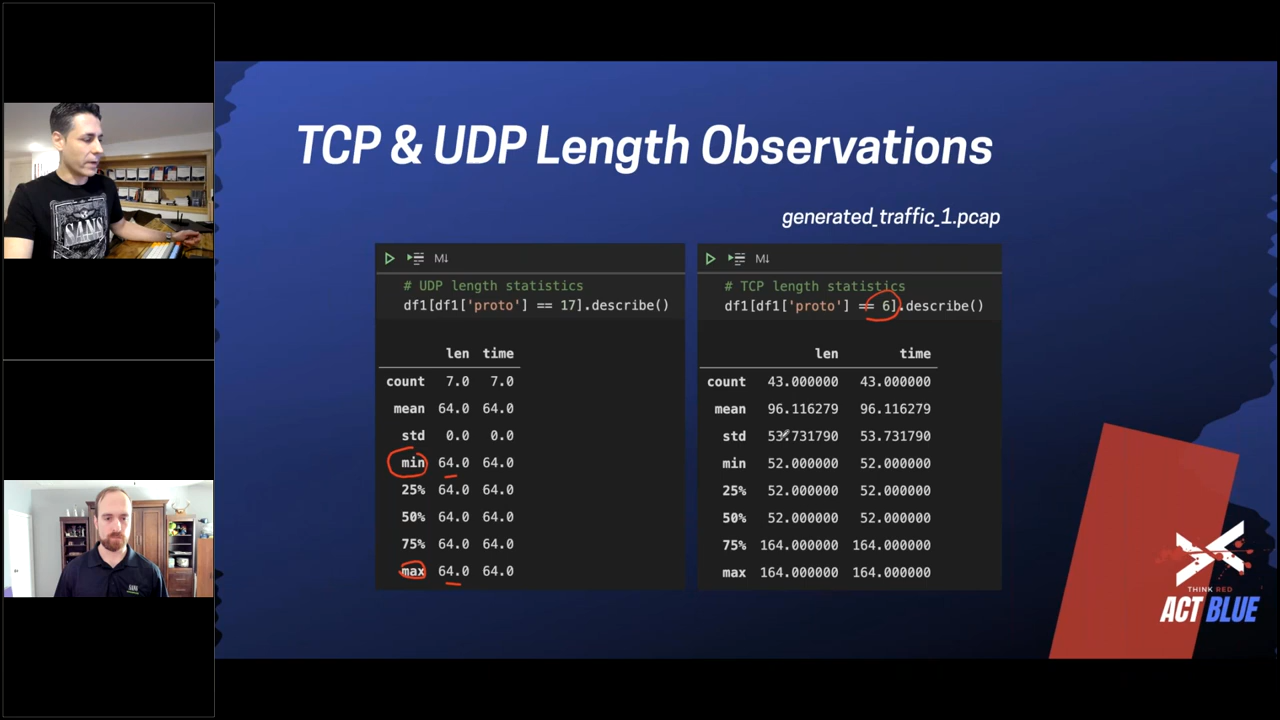 TCP & UDP Length Observations
generated_traffic_1.pcap
M↓
# UDP length statistics
df1[df1['proto'] == 17].describe()
len time
count 7.0 7.0
mean 64.0 64.0
std 0.0 0.0
min 64.0 64.0
25% 64.0 64.0
50% 64.0 64.0
75% 64.0 64.0
max 64.0 64.0
M↓
# TCP length statistics
df1[df1['proto'] == 6].describe()
len time
count 43.000000 43.000000
mean 96.116279 96.116279
std 53.731790 53.731790
min 52.000000 52.000000
25% 52.000000 52.000000
50% 52.000000 52.000000
75% 164.000000 164.000000
max 164.000000 164.000000
THINK RED
ACT BLUE
SANS